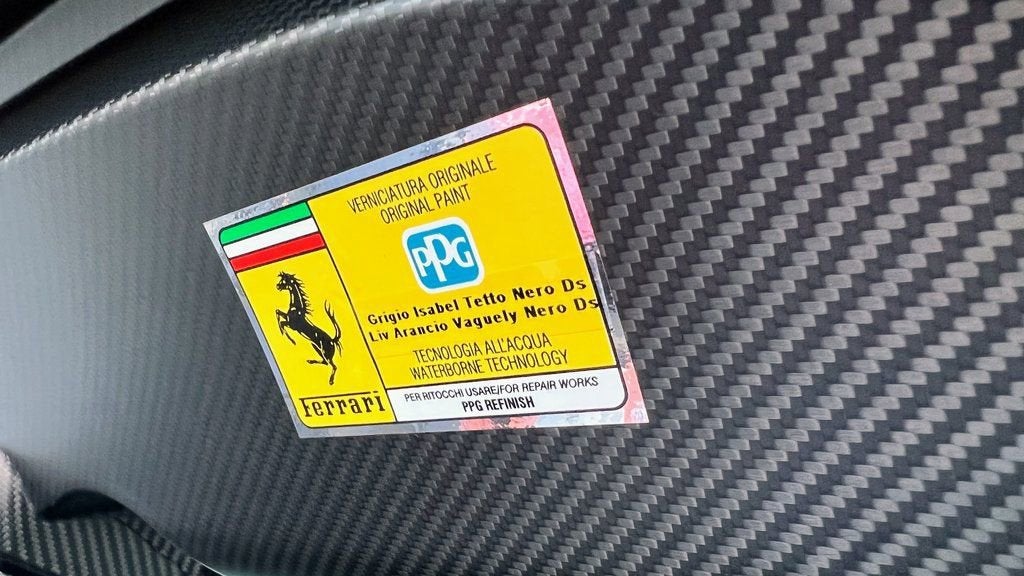 VERNICIATURA ORIGINALE
ORIGINAL PAINT
PPG
Grigio Isabel Tetto Nero Ds
Liv Arancio Vaguely Nero Ds
TECNOLOGIA ALL'ACQUA
WATERBORNE TECHNOLOGY
Ferrari
PER RITOCCHI USARE/FOR REPAIR WORKS
PPG REFINISH